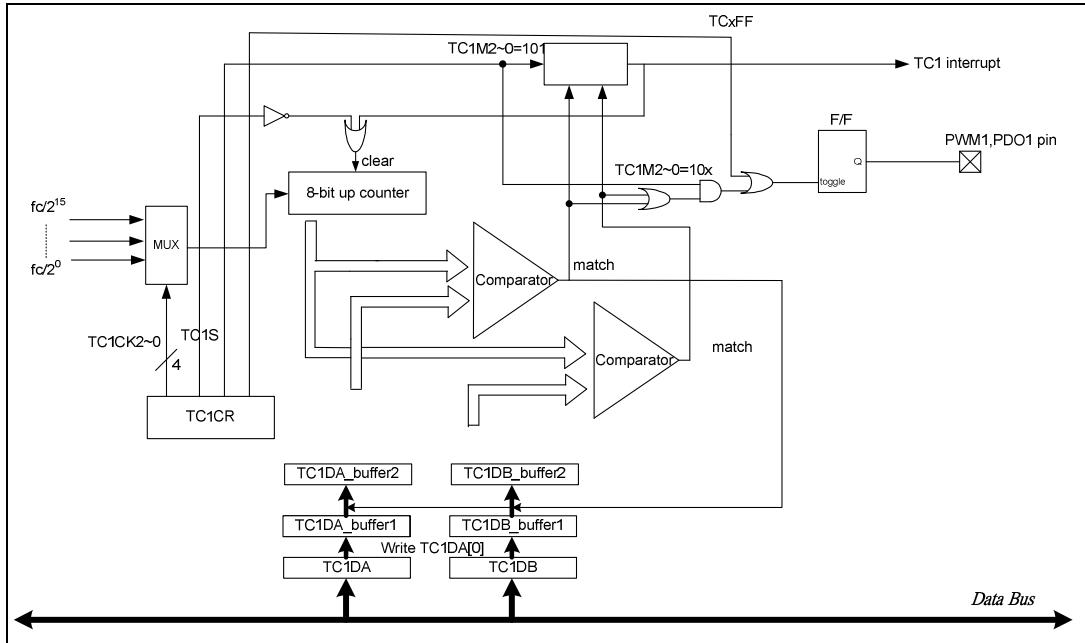 TCxFF
TC1M2~0=101
TC1 interrupt
F/F
PWM1,PDO1 pin
clear
TC1M2~0=10x
Q
toggle
8-bit up counter
fc/2^15
MUX
fc/2^0
match
Comparator
TC1CK2~0
TC1S
4
match
Comparator
TC1CR
TC1DA_buffer2
TC1DB_buffer2
TC1DA_buffer1
TC1DB_buffer1
Write TC1DA[0]
TC1DA
TC1DB
Data Bus